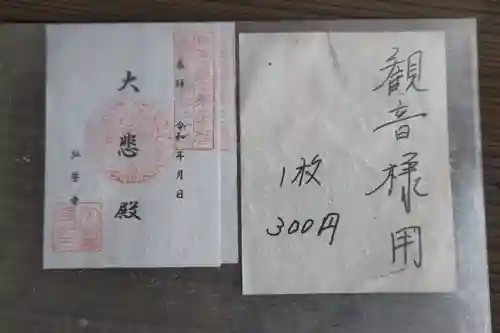 奉拝
令和　年　月　日
大悲殿
弘誓寺
観音様用
1枚
300円